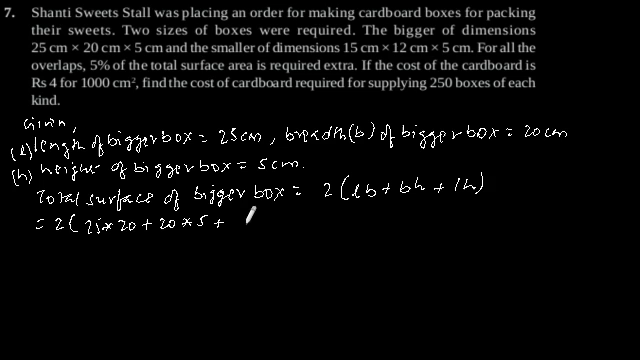 7. Shanti Sweets Stall was placing an order for making cardboard boxes for packing
their sweets. Two sizes of boxes were required. The bigger of dimensions
25 cm × 20 cm × 5 cm and the smaller of dimensions 15 cm × 12 cm × 5 cm. For all the
overlaps, 5% of the total surface area is required extra. If the cost of the cardboard is
Rs 4 for 1000 cm², find the cost of cardboard required for supplying 250 boxes of each
kind.
Given,
(l) length of bigger box = 25cm, breadth(b) of bigger box = 20cm
(h) height of bigger box = 5cm.
Total surface of bigger box = 2(lb + bh + lh)
= 2(25×20 + 20×5 +